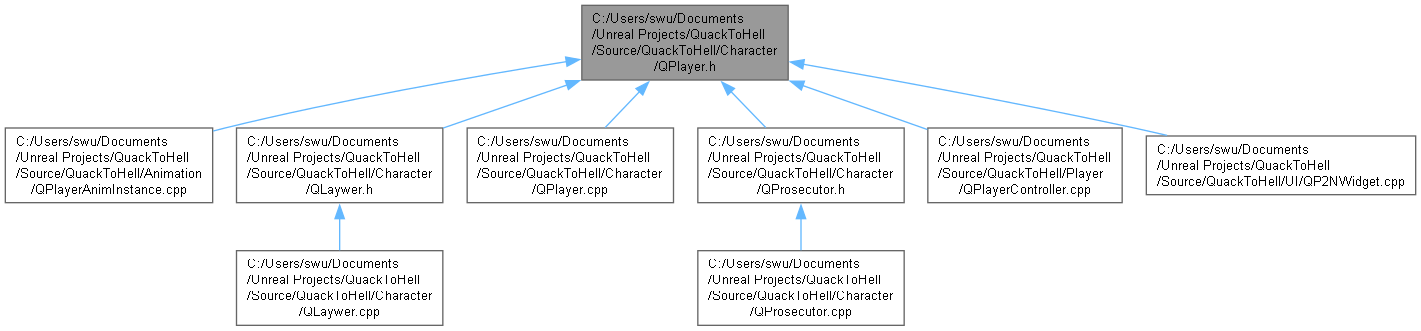 C:/Users/swu/Documents
/Unreal Projects/QuackToHell
/Source/QuackToHell/Character
/QPlayer.h
C:/Users/swu/Documents
/Unreal Projects/QuackToHell
/Source/QuackToHell/Animation
/QPlayerAnimInstance.cpp
C:/Users/swu/Documents
/Unreal Projects/QuackToHell
/Source/QuackToHell/Character
/QLaywer.h
C:/Users/swu/Documents
/Unreal Projects/QuackToHell
/Source/QuackToHell/Character
/QPlayer.cpp
C:/Users/swu/Documents
/Unreal Projects/QuackToHell
/Source/QuackToHell/Character
/QProsecutor.h
C:/Users/swu/Documents
/Unreal Projects/QuackToHell
/Source/QuackToHell/Player
/QPlayerController.cpp
C:/Users/swu/Documents
/Unreal Projects/QuackToHell
/Source/QuackToHell/UI/QP2NWidget.cpp
C:/Users/swu/Documents
/Unreal Projects/QuackToHell
/Source/QuackToHell/Character
/QLaywer.cpp
C:/Users/swu/Documents
/Unreal Projects/QuackToHell
/Source/QuackToHell/Character
/QProsecutor.cpp